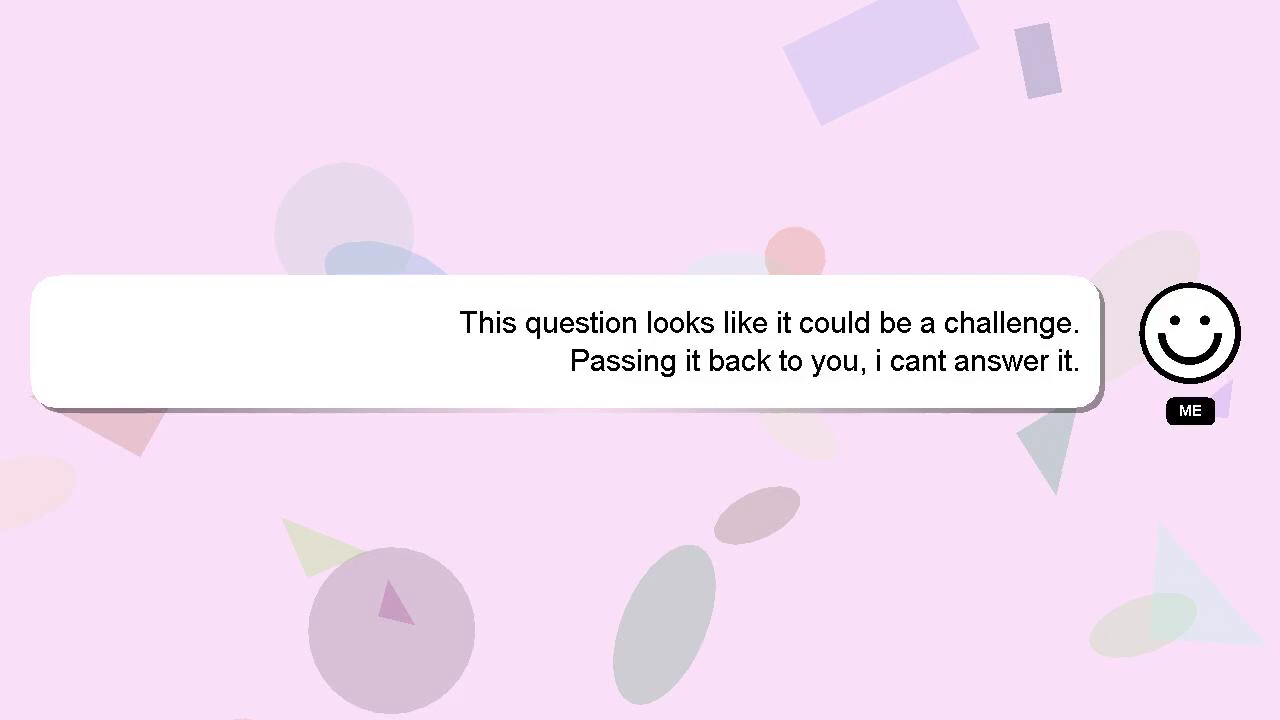 This question looks like it could be a challenge.
Passing it back to you, i cant answer it.
ME